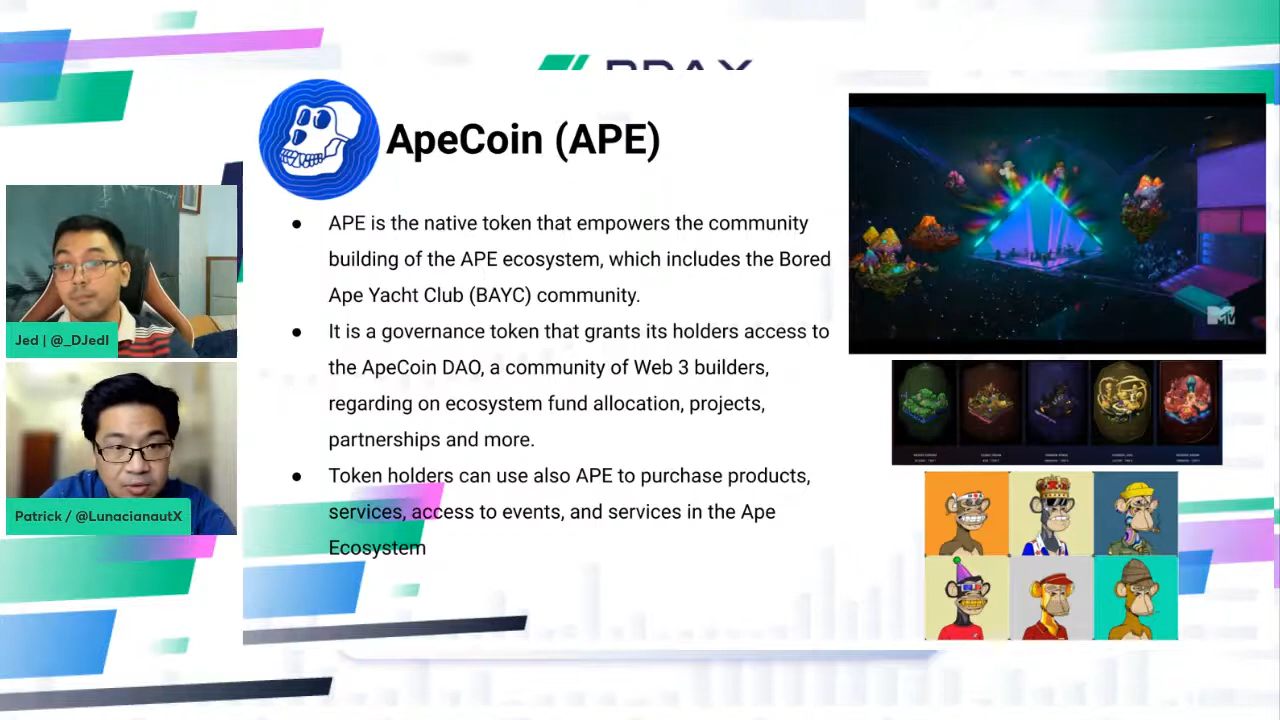 PDAX
ApeCoin (APE)
● APE is the native token that empowers the community
building of the APE ecosystem, which includes the Bored
Ape Yacht Club (BAYC) community.
● It is a governance token that grants its holders access to
the ApeCoin DAO, a community of Web 3 builders,
regarding on ecosystem fund allocation, projects,
partnerships and more.
● Token holders can use also APE to purchase products,
services, access to events, and services in the Ape
Ecosystem
Jed | @_DJedI
Patrick / @LunacianautX
MTV